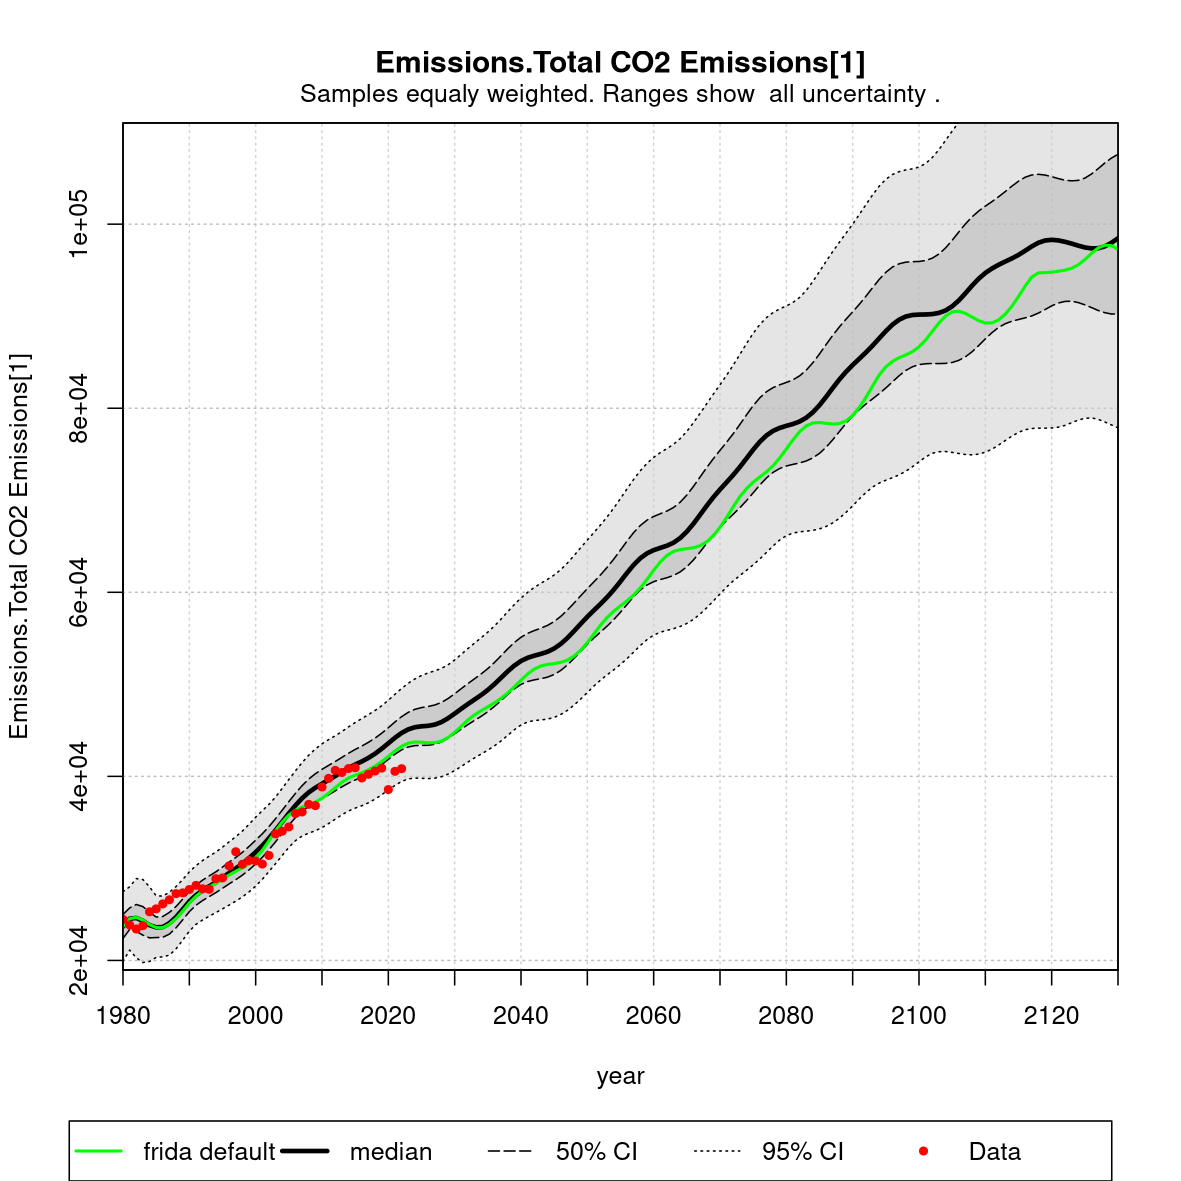 Emissions.Total CO2 Emissions[1]
Samples equaly weighted. Ranges show  all uncertainty .
Emissions.Total CO2 Emissions[1]
1e+05
8e+04
6e+04
4e+04
2e+04
1980 2000 2020 2040 2060 2080 2100 2120
year
frida default median 50% CI 95% CI Data